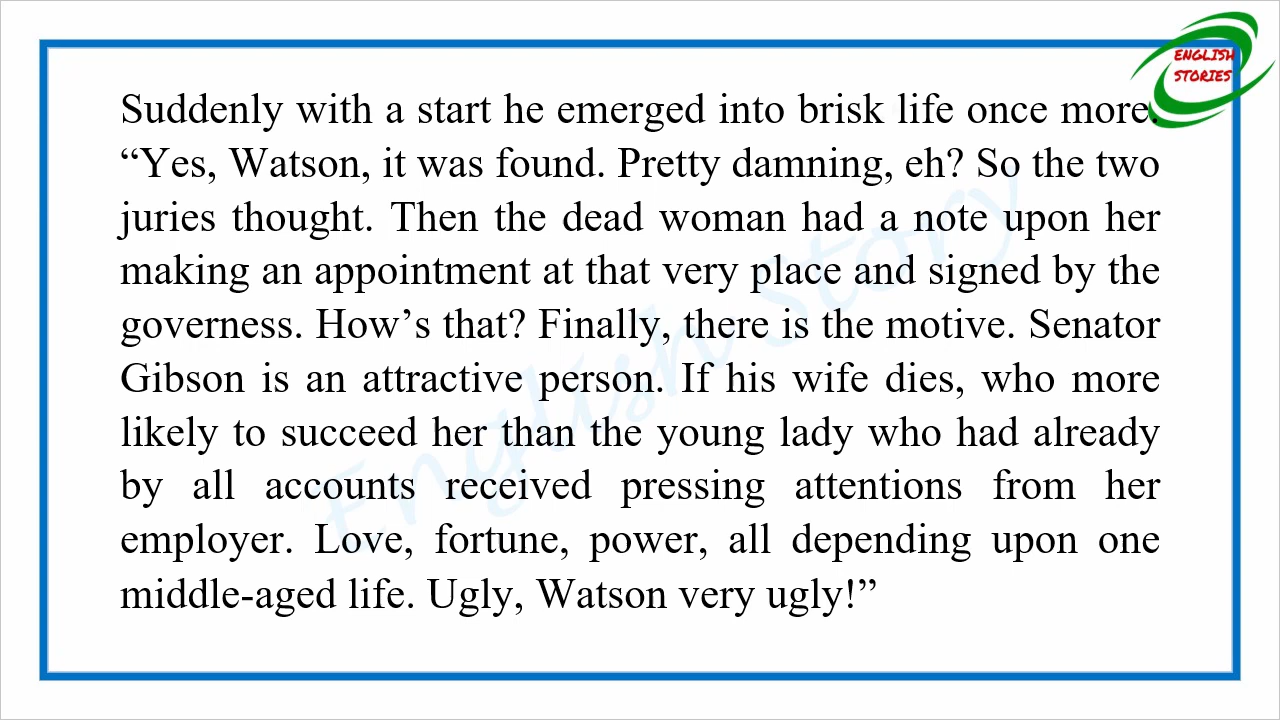 ENGLISH
STORIES
Suddenly with a start he emerged into brisk life once more.
“Yes, Watson, it was found. Pretty damning, eh? So the two
juries thought. Then the dead woman had a note upon her
making an appointment at that very place and signed by the
governess. How’s that? Finally, there is the motive. Senator
Gibson is an attractive person. If his wife dies, who more
likely to succeed her than the young lady who had already
by all accounts received pressing attentions from her
employer. Love, fortune, power, all depending upon one
middle-aged life. Ugly, Watson very ugly!”
English Story